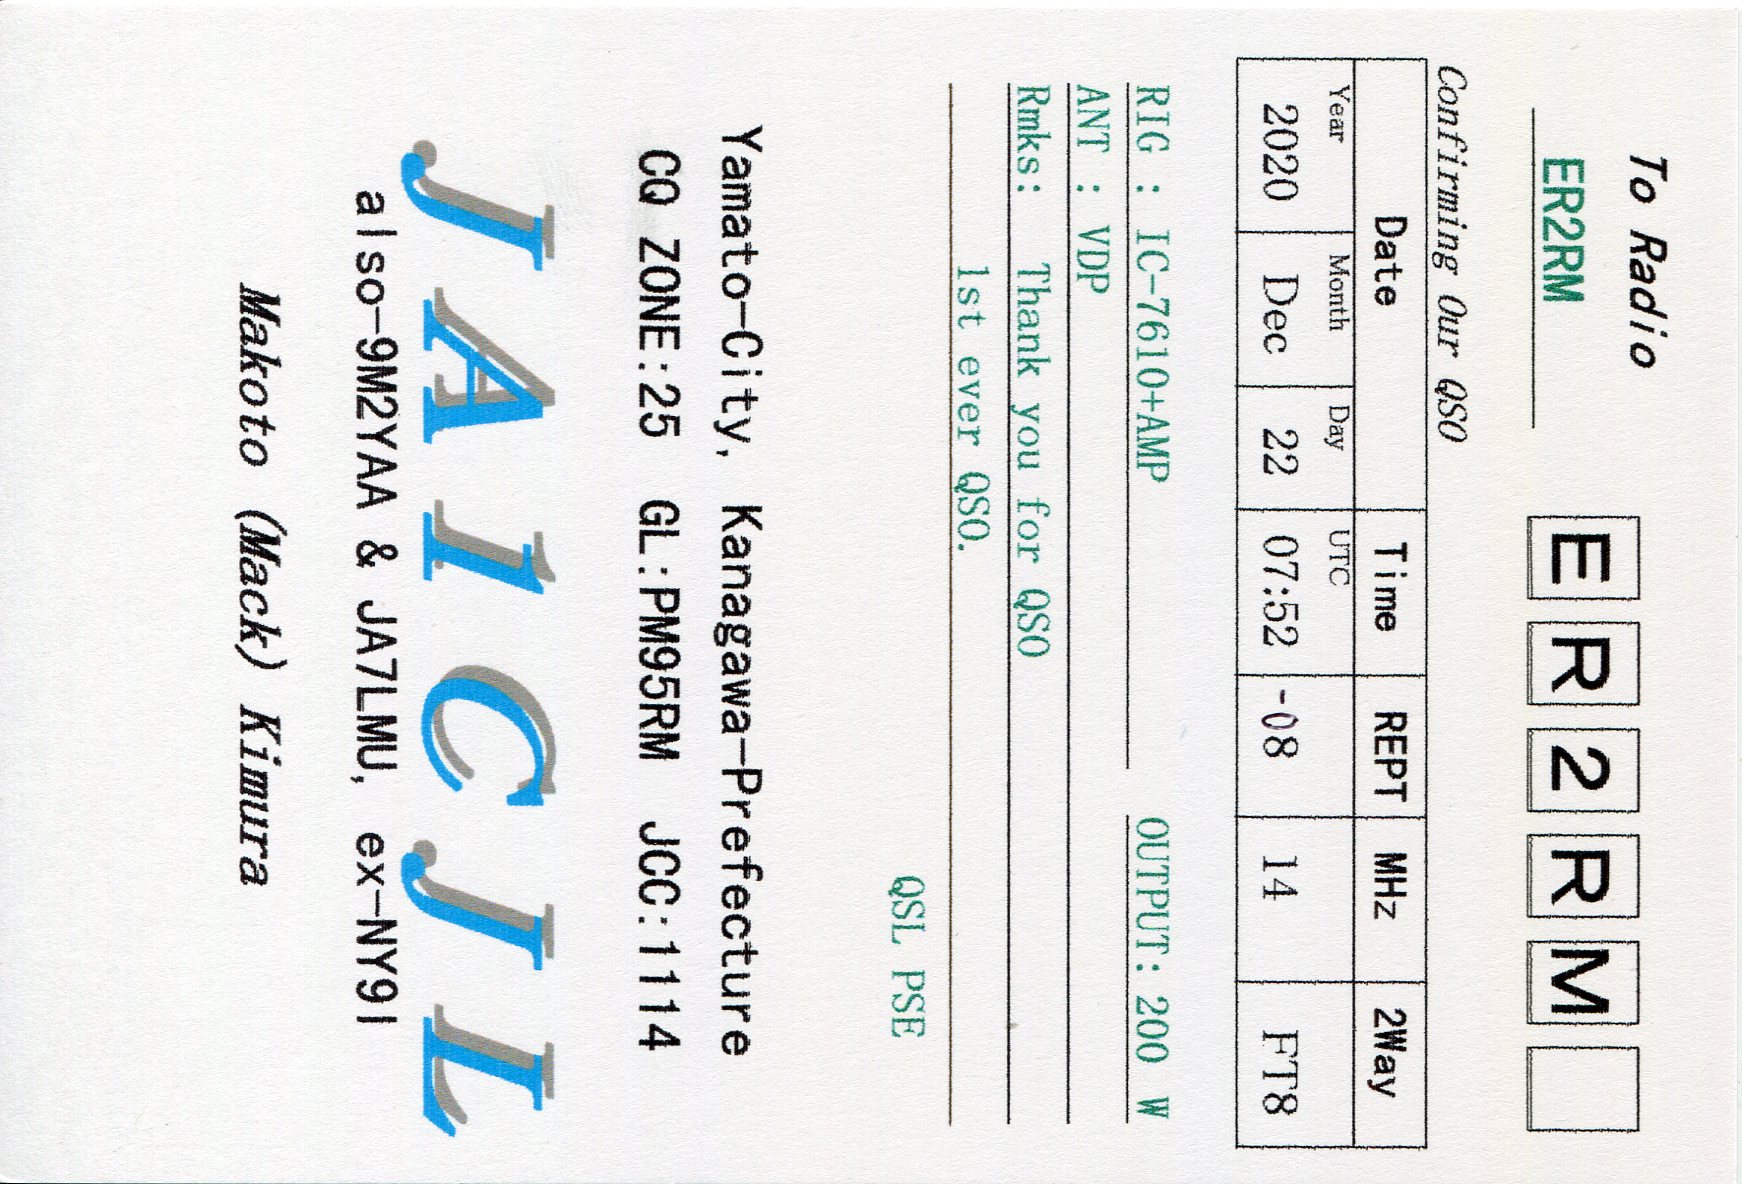 To Radio
ER2RM
E R 2 R M
Confirming Our QSO
Date Time REPT MHz 2Way
Year Month Day UTC
2020 Dec 22 07:52 -08 14 FT8
RIG : IC-7610+AMP OUTPUT: 200 W
ANT : VDP
Rmks: Thank you for QSO
1st ever QSO.
QSL PSE
Yamato-City, Kanagawa-Prefecture
CQ ZONE:25 GL:PM95RM JCC:1114
JA1CJL
also-9M2YAA & JA7LMU, ex-NY9I
Makoto (Mack) Kimura